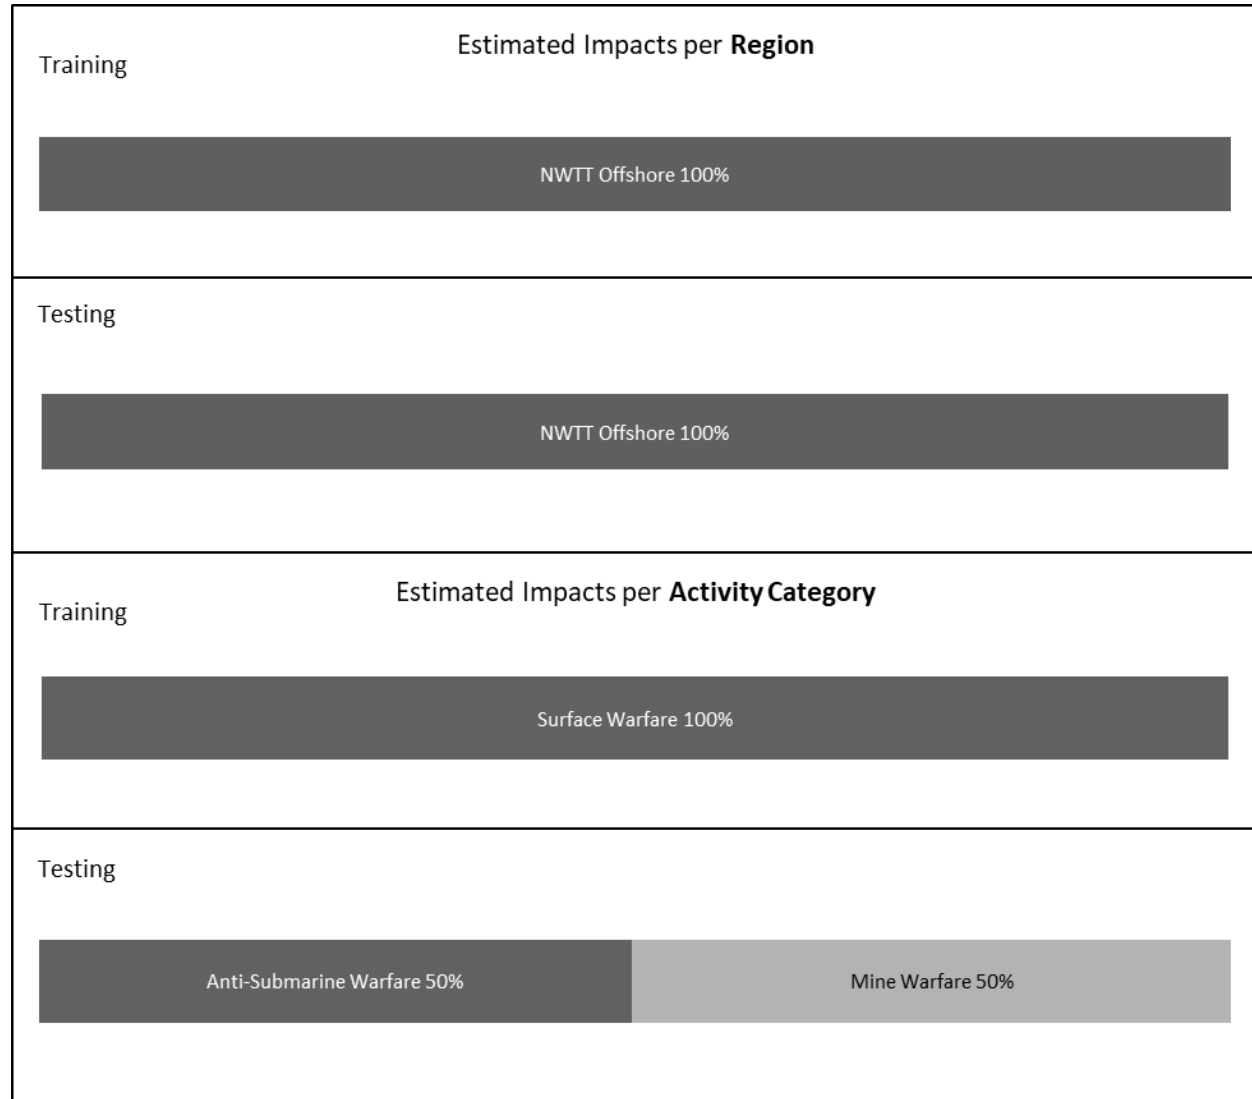 Estimated Impacts per Region
Training
NWTT Offshore 100%
Testing
NWTT Offshore 100%
Estimated Impacts per Activity Category
Training
Surface Warfare 100%
Testing
Anti-Submarine Warfare 50%
Mine Warfare 50%